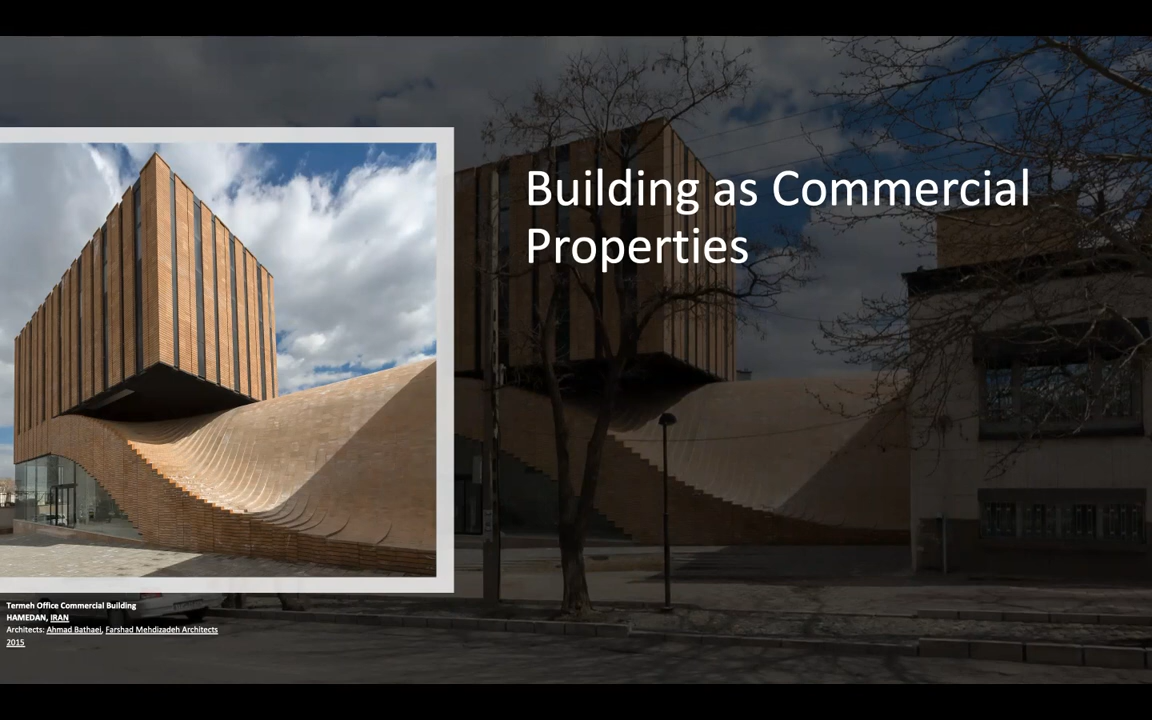 Building as Commercial
Properties
Termeh Office Commercial Building
HAMEDAN, IRAN
Architects: Ahmad Bathaei, Farshad Mehdizadeh Architects
2015